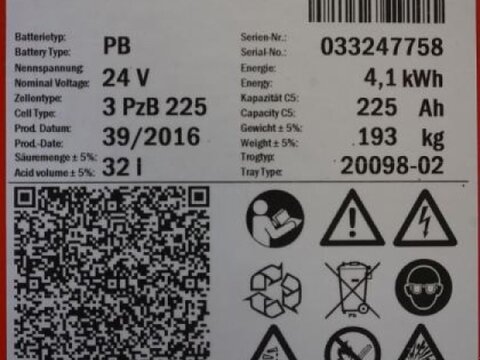 Batterietyp:
Battery Type: PB
Nennspannung:
Nominal Voltage: 24 V
Zellentype:
Cell Type: 3 PzB 225
Prod. Datum:
Prod.-Date: 39/2016
Säuremenge ± 5%:
Acid volume ± 5%: 32 l
Serien-Nr.:
Serial-No.: 033247758
Energie:
Energy: 4,1 kWh
Kapazität C5:
Capacity C5: 225 Ah
Gewicht ± 5%:
Weight ± 5%: 193 kg
Trogtyp:
Tray Type: 20098-02